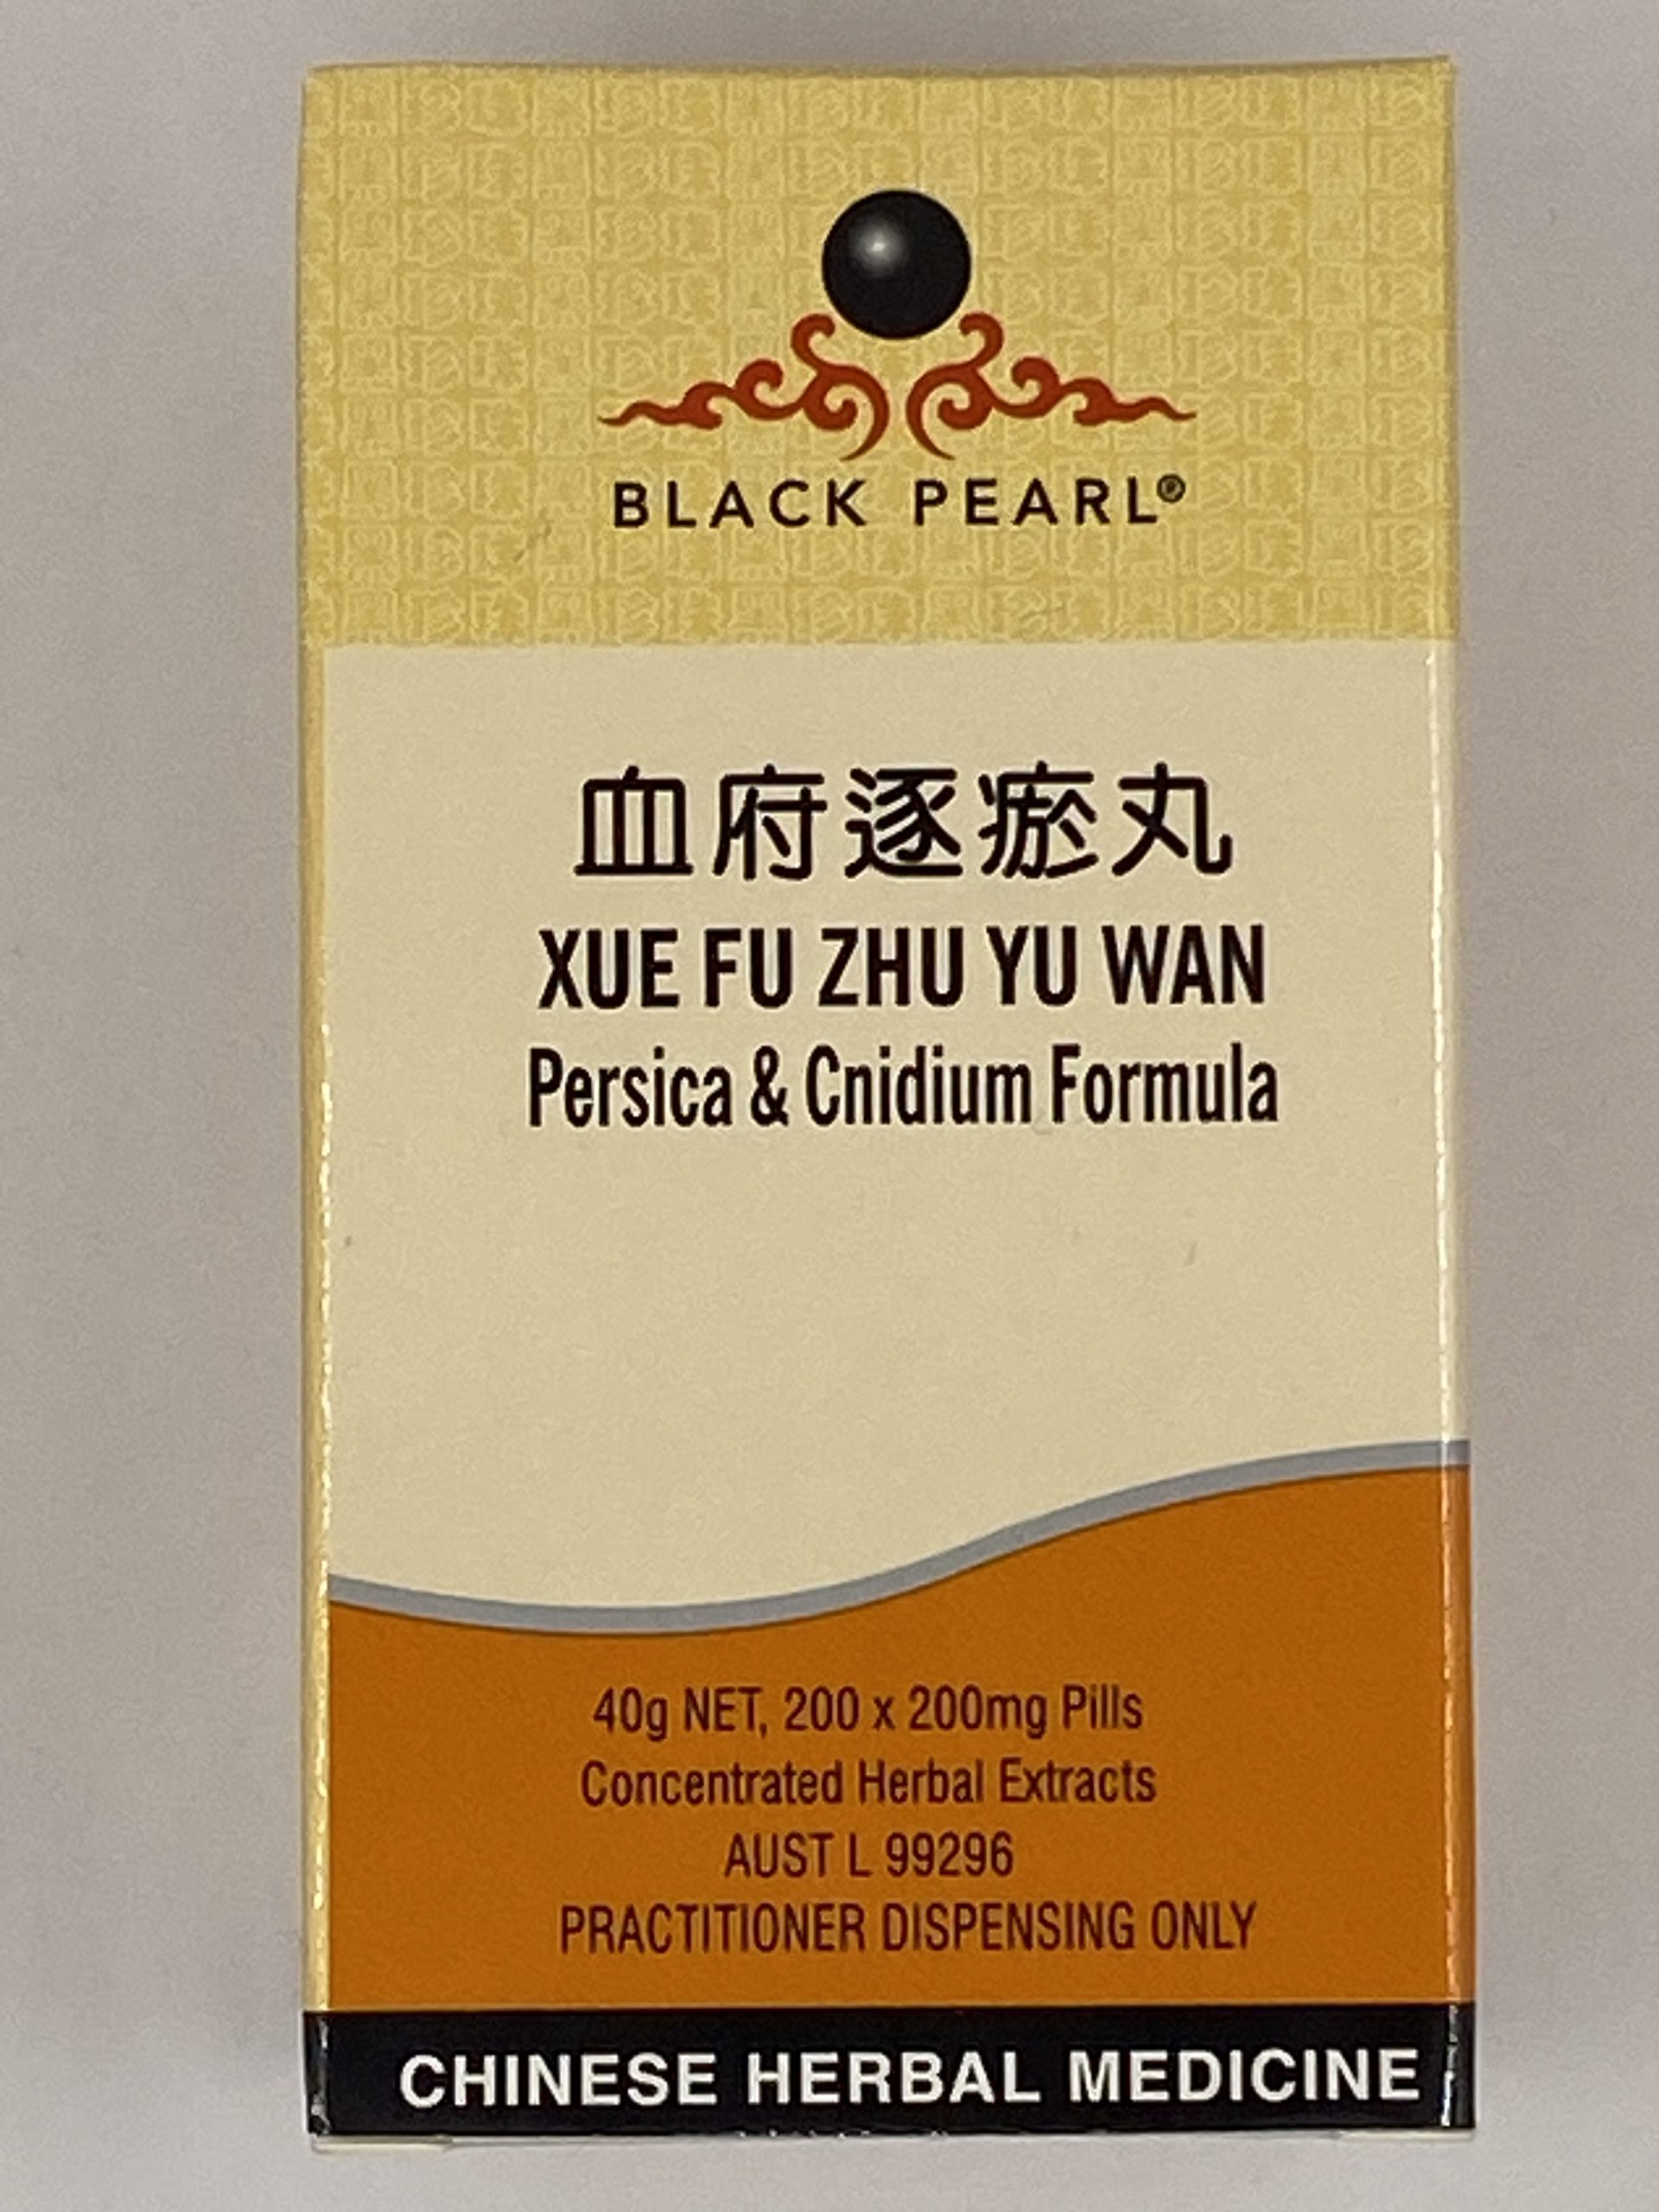 BLACK PEARL®
血府逐瘀丸
XUE FU ZHU YU WAN
Persica & Cnidium Formula
40g NET, 200 x 200mg Pills
Concentrated Herbal Extracts
AUST L 99296
PRACTITIONER DISPENSING ONLY
CHINESE HERBAL MEDICINE